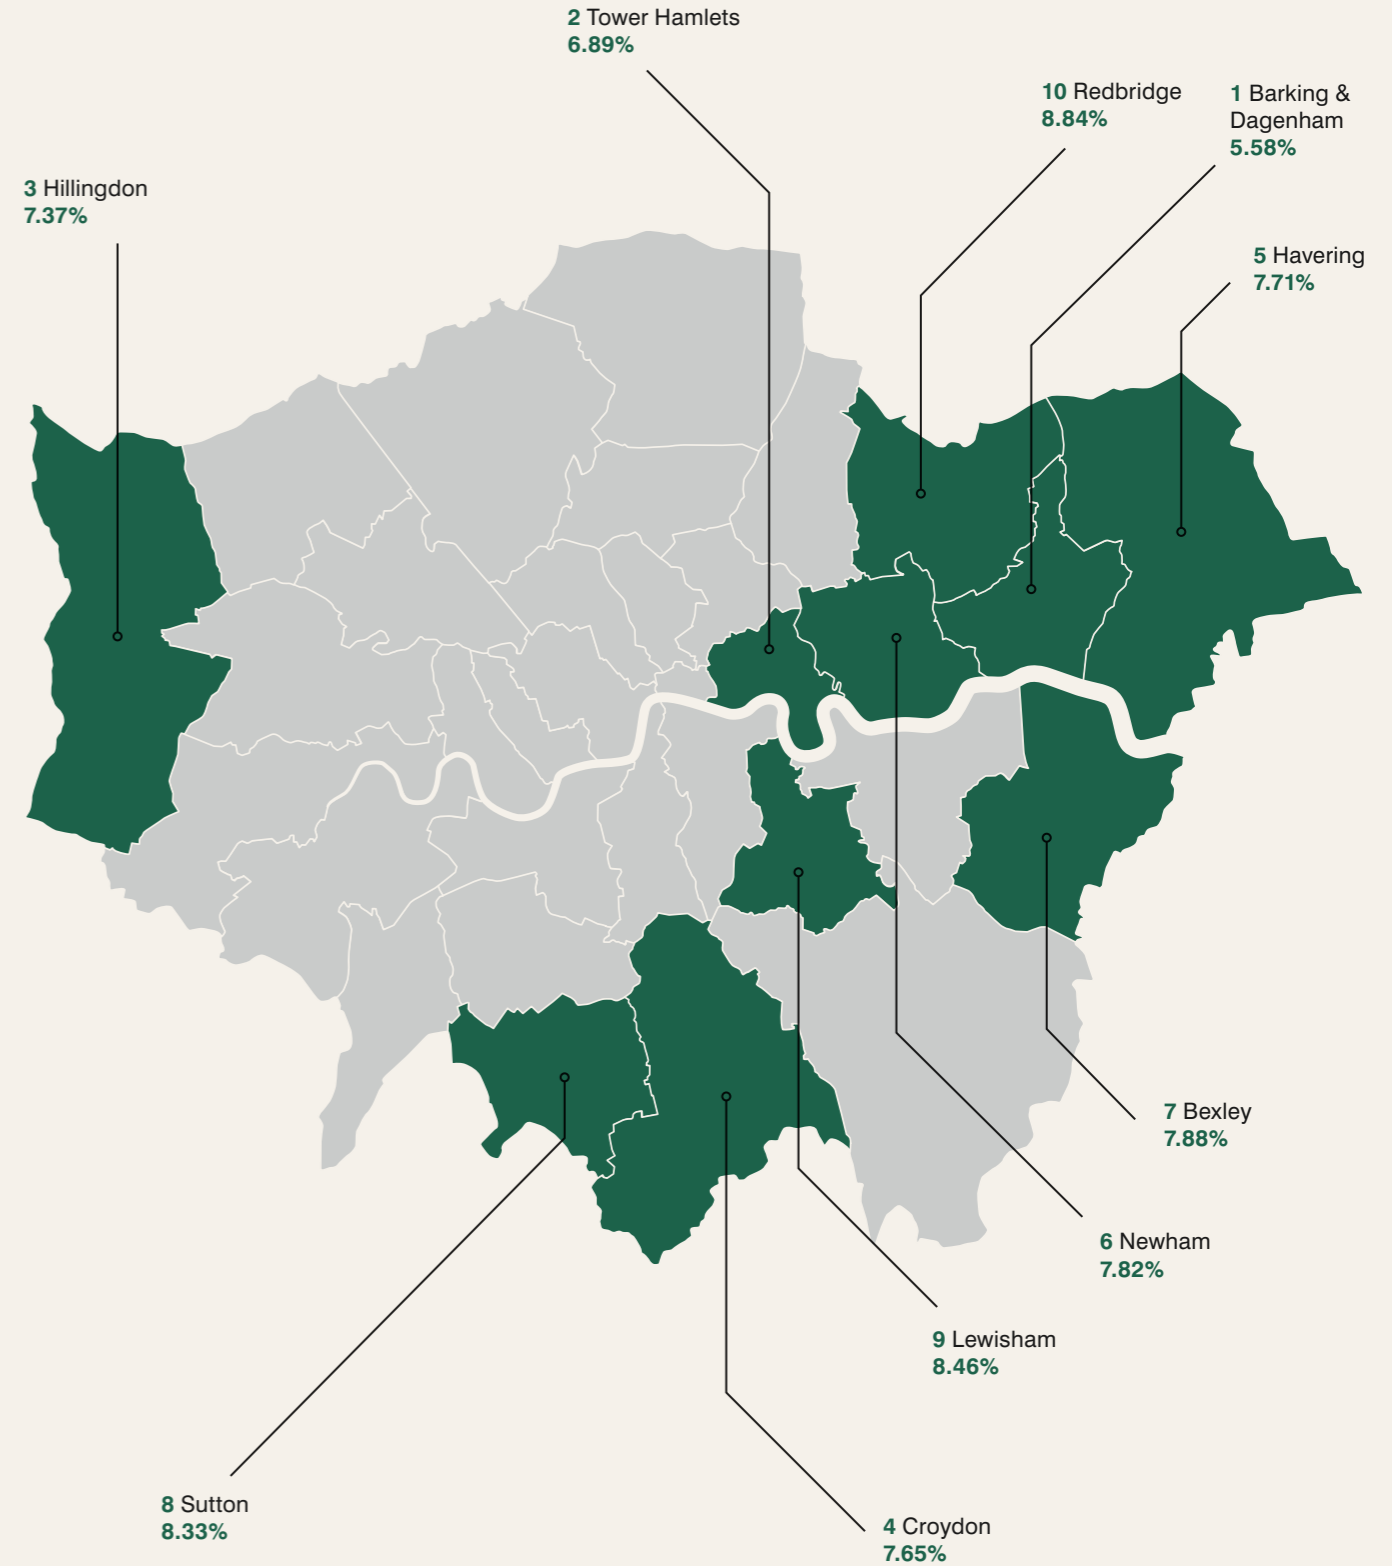 2 Tower Hamlets
6.89%
10 Redbridge
8.84%
1 Barking &
Dagenham
5.58%
3 Hillingdon
7.37%
5 Havering
7.71%
7 Bexley
7.88%
6 Newham
7.82%
9 Lewisham
8.46%
8 Sutton
8.33%
4 Croydon
7.65%